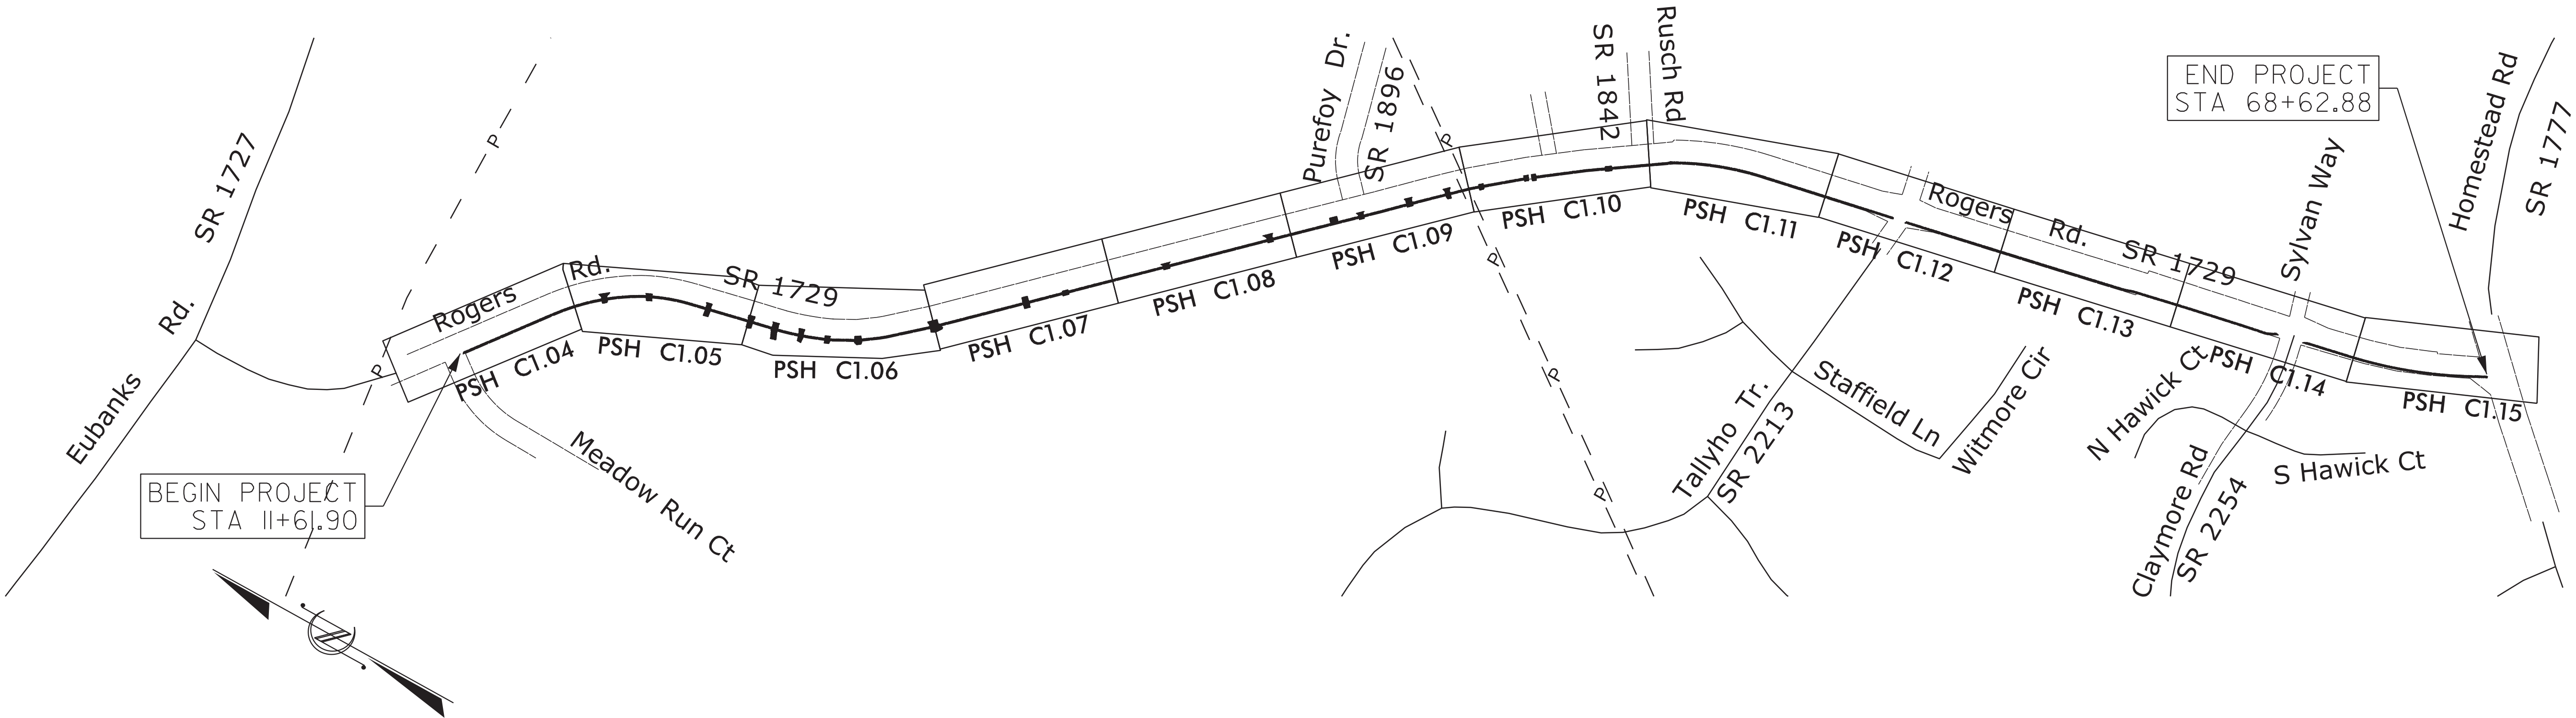 SR 1727
Eubanks Rd.
P
P
BEGIN PROJECT
STA 11+61.90
Rogers Rd.
SR 1729
PSH C1.04
PSH C1.05
PSH C1.06
PSH C1.07
PSH C1.08
PSH C1.09
PSH C1.10
PSH C1.11
PSH C1.12
PSH C1.13
PSH C1.14
PSH C1.15
Meadow Run Ct
Purefoy Dr.
SR 1896
P
P
P
P
SR 1842
Rusch Rd
Rogers Rd.
SR 1729
Tallyho Tr.
SR 2213
Staffield Ln
Witmore Cir
N Hawick Ct
S Hawick Ct
Claymore Rd
SR 2254
Sylvan Way
END PROJECT
STA 68+62.88
Homestead Rd
SR 1777